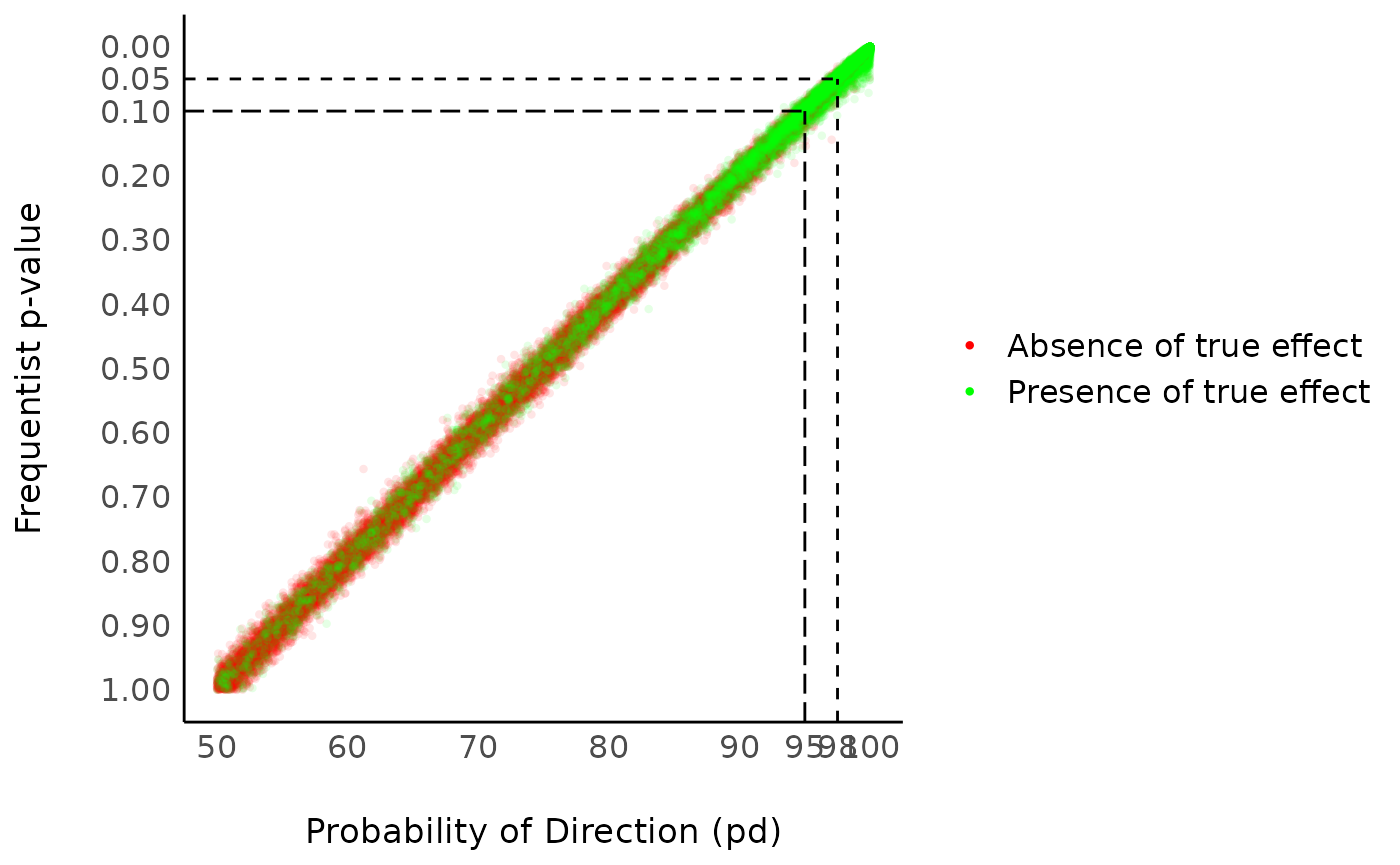 0.00
0.05
0.10
0.20
0.30
0.40
0.50
0.60
0.70
0.80
0.90
1.00
Frequentist p-value
50 60 70 80 90 95 98 100
Probability of Direction (pd)
Absence of true effect
Presence of true effect